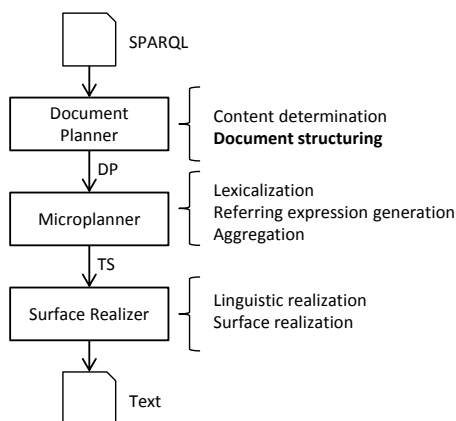 SPARQL
Document
Planner
Content determination
Document structuring
DP
Microplanner
Lexicalization
Referring expression generation
Aggregation
TS
Surface Realizer
Linguistic realization
Surface realization
Text